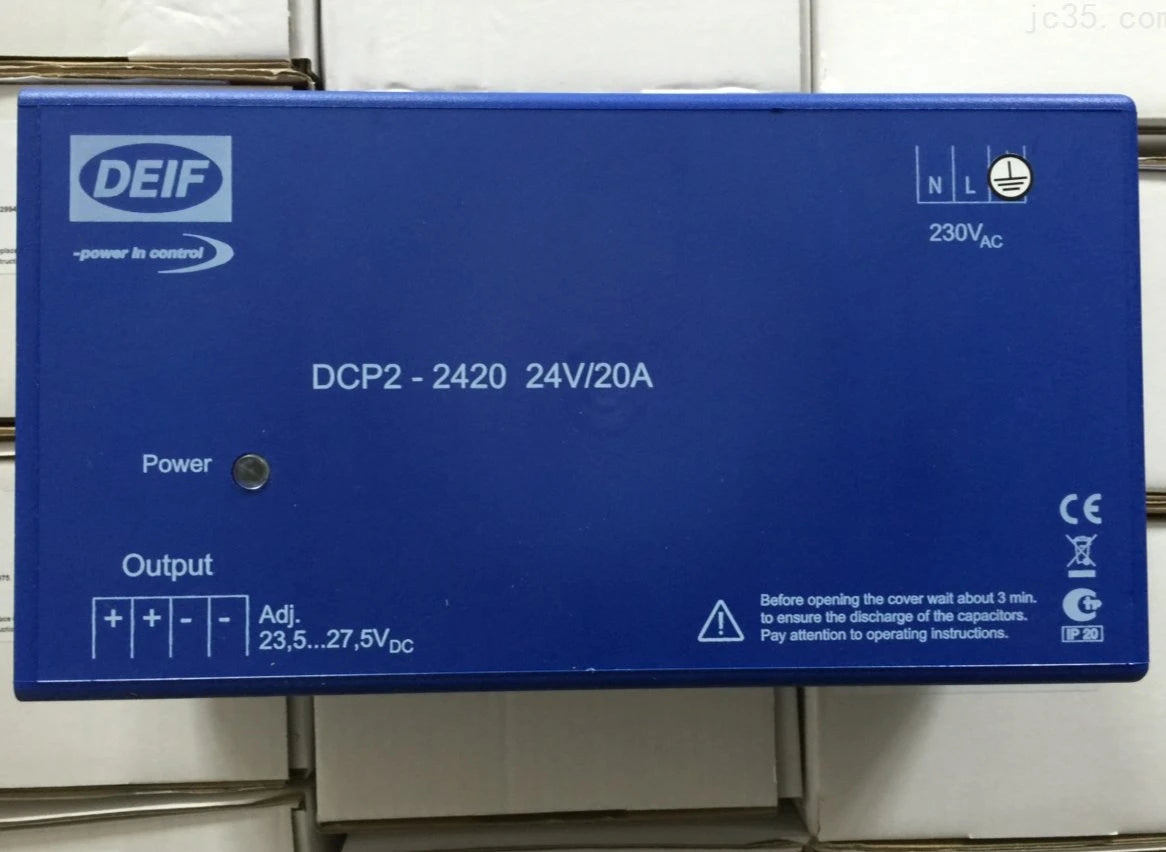 jc35.com
DEIF
-power in control
N L
230VAC
DCP2 - 2420 24V/20A
Power
Output
+ + - -
Adj.
23,5...27,5VDC
Before opening the cover wait about 3 min.
to ensure the discharge of the capacitors.
Pay attention to operating instructions.
CE
IP 20